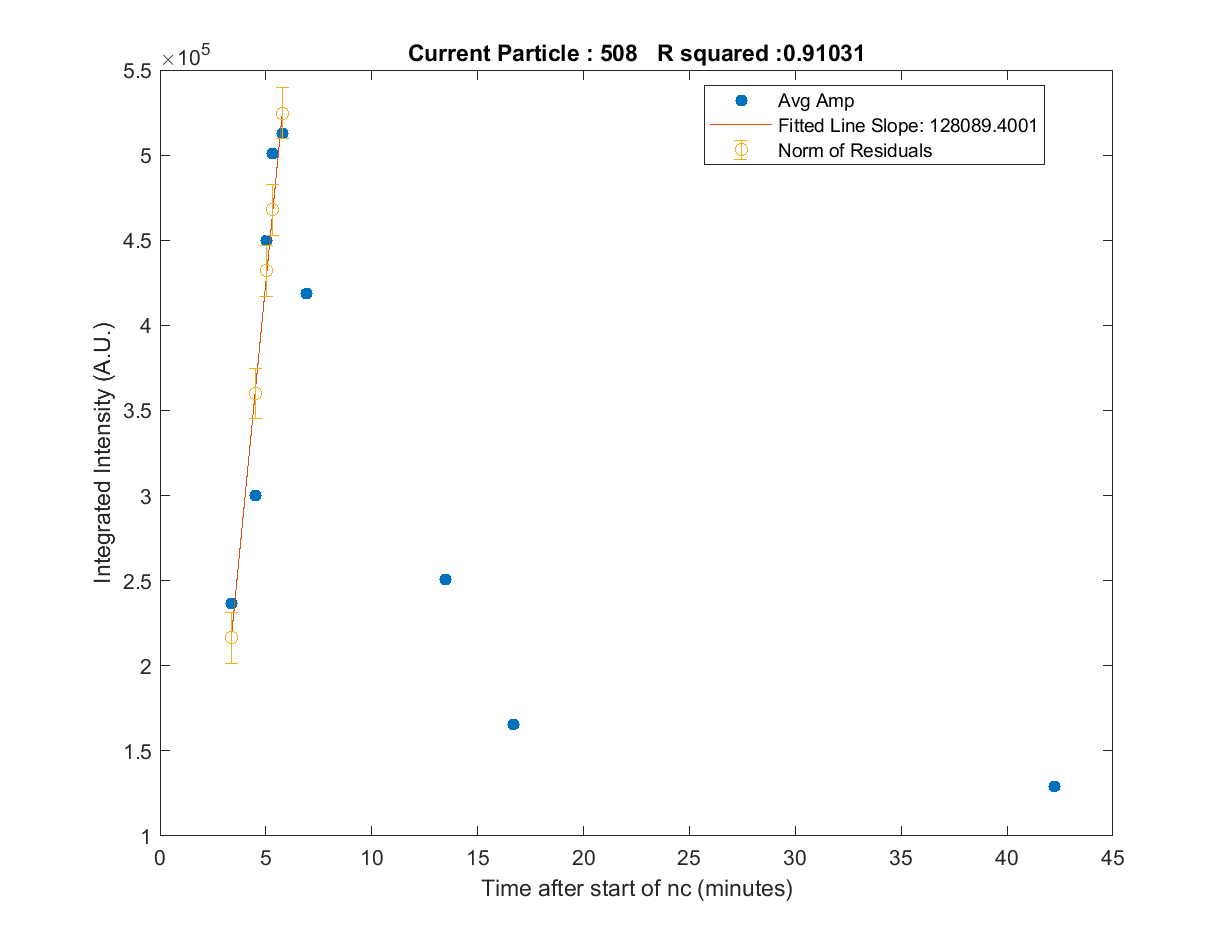 Current Particle : 508 R squared :0.91031
×10^5
5.5
5
4.5
4
3.5
3
2.5
2
1.5
1
Integrated Intensity (A.U.)
Avg Amp
Fitted Line Slope: 128089.4001
Norm of Residuals
0 5 10 15 20 25 30 35 40 45
Time after start of nc (minutes)